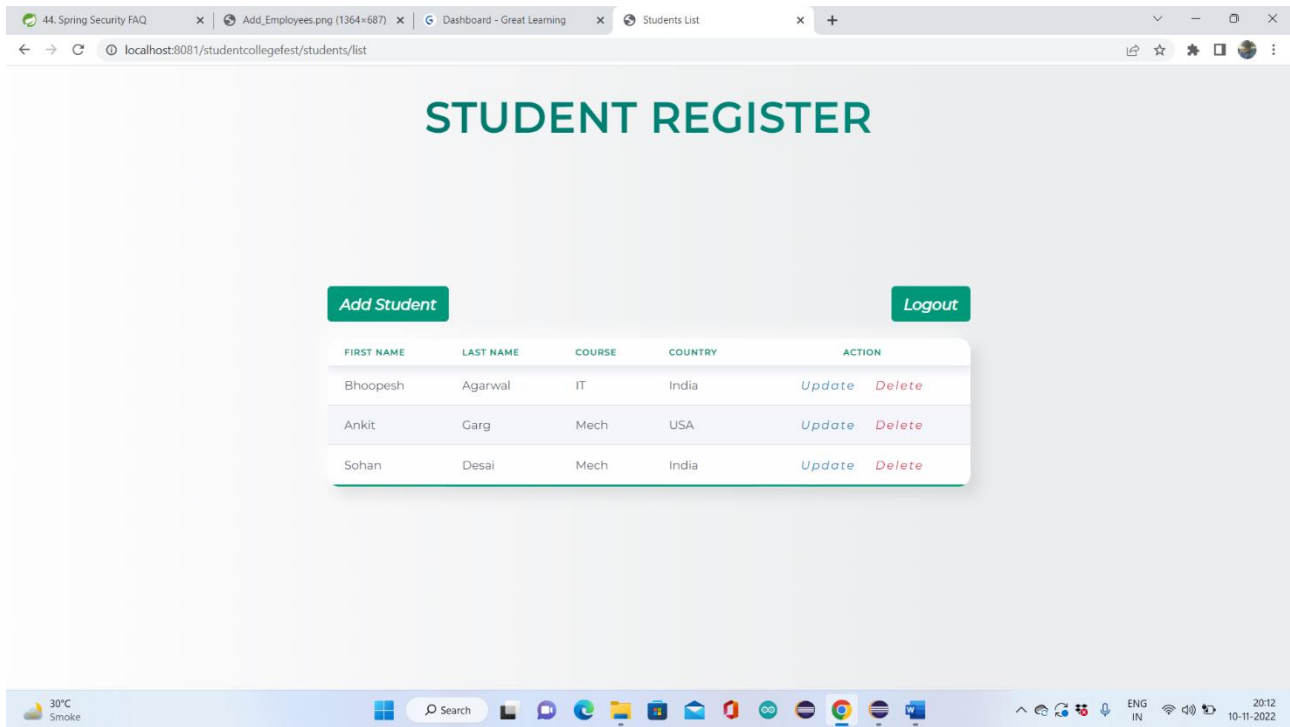 44. Spring Security FAQ
Add_Employees.png (1364×687)
Dashboard - Great Learning
Students List
localhost:8081/studentcollegefest/students/list
STUDENT REGISTER
Add Student
Logout
FIRST NAME LAST NAME COURSE COUNTRY ACTION
Bhoopesh Agarwal IT India Update Delete
Ankit Garg Mech USA Update Delete
Sohan Desai Mech India Update Delete
30°C
Smoke
Search
ENG
IN
20:12
10-11-2022